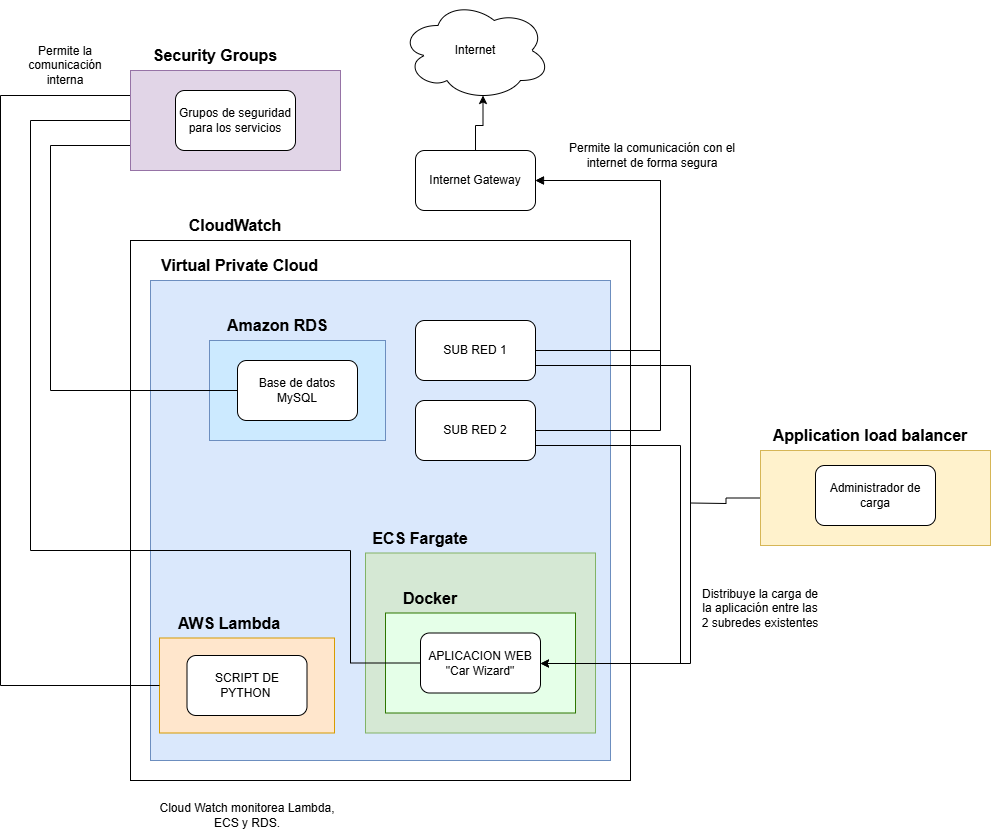 Internet
Permite la
comunicación
interna
Security Groups
Grupos de seguridad
para los servicios
Permite la comunicación con el
internet de forma segura
Internet Gateway
CloudWatch
Virtual Private Cloud
Amazon RDS
Base de datos
MySQL
SUB RED 1
SUB RED 2
Application load balancer
Administrador de
carga
ECS Fargate
Docker
APLICACION WEB
"Car Wizard"
Distribuye la carga de
la aplicación entre las
2 subredes existentes
AWS Lambda
SCRIPT DE
PYTHON
Cloud Watch monitorea Lambda,
ECS y RDS.